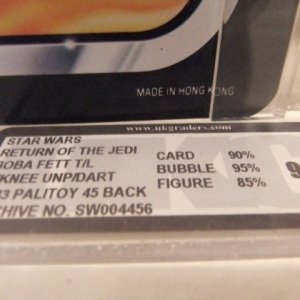 MADE IN HONG KONG
www.ukgraders.com
STAR WARS
RETURN OF THE JEDI
BOBA FETT T/L
KNEE UNP/DART
83 PALITOY 45 BACK
CHIVE NO. SW004456
CARD 90%
BUBBLE 95%
FIGURE 85%
9